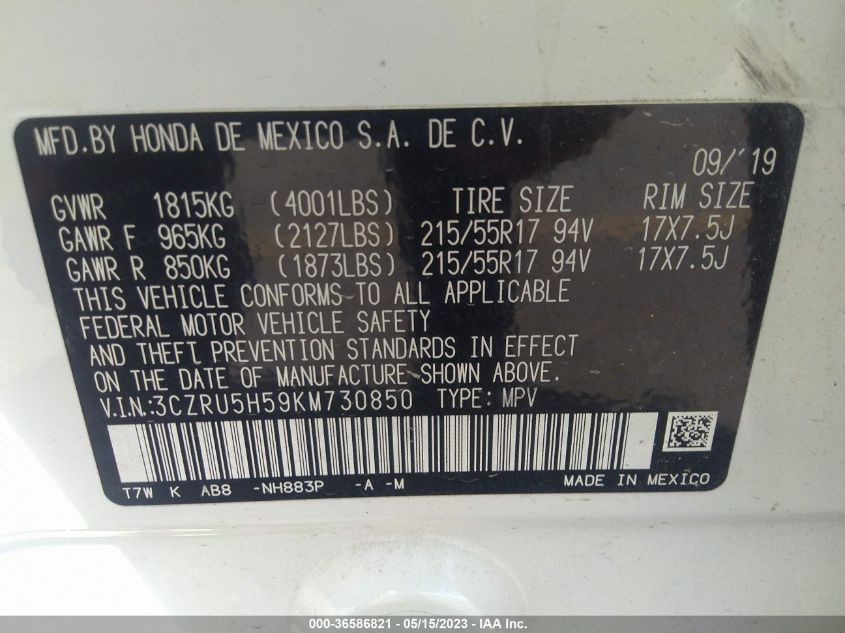 MFD.BY HONDA DE MEXICO S.A. DE C.V.
09/'19
GVWR 1815KG (4001LBS) TIRE SIZE RIM SIZE
GAWR F 965KG (2127LBS) 215/55R17 94V 17X7.5J
GAWR R 850KG (1873LBS) 215/55R17 94V 17X7.5J
THIS VEHICLE CONFORMS TO ALL APPLICABLE
FEDERAL MOTOR VEHICLE SAFETY
AND THEFT PREVENTION STANDARDS IN EFFECT
ON THE DATE OF MANUFACTURE SHOWN ABOVE.
V.I.N.:3CZRU5H59KM730850 TYPE: MPV
T7W K AB8 -NH883P -A -M MADE IN MEXICO
000-36586821 - 05/15/2023 - IAAI Inc.